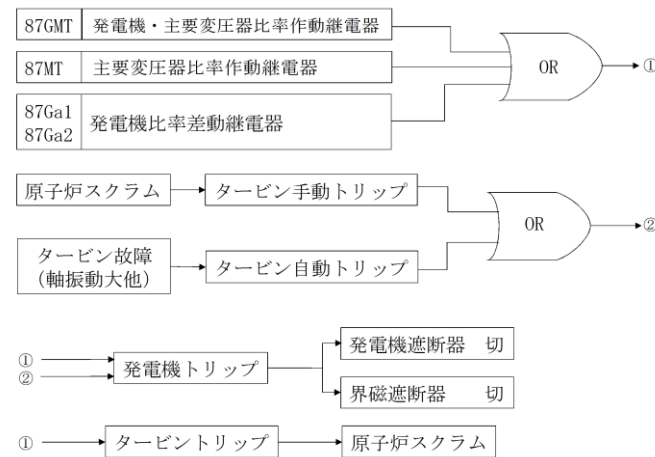 87GMT 発電機・主要変圧器比率作動継電器
87MT 主要変圧器比率作動継電器
87Ga1
87Ga2
発電機比率差動継電器
OR
①
原子炉スクラム
タービン手動トリップ
タービン故障
(軸振動大他)
タービン自動トリップ
OR
②
①
②
発電機トリップ
発電機遮断器 切
界磁遮断器 切
①
タービントリップ
原子炉スクラム